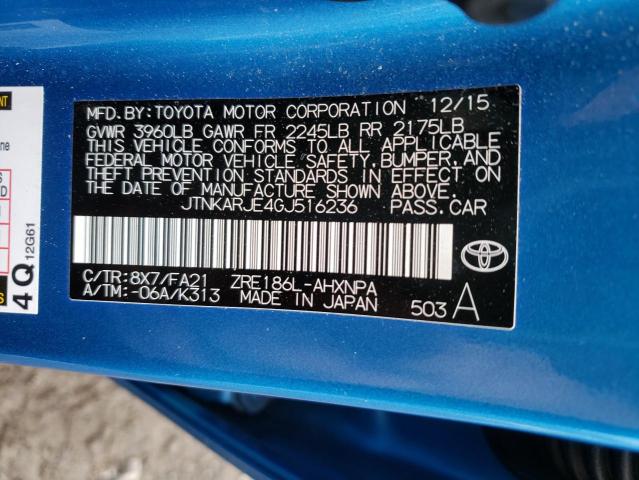 MFD.BY:TOYOTA MOTOR CORPORATION 12/15
GVWR 3960LB GAWR FR 2245LB RR 2175LB
THIS VEHICLE CONFORMS TO ALL APPLICABLE
FEDERAL MOTOR VEHICLE SAFETY, BUMPER, AND
THEFT PREVENTION STANDARDS IN EFFECT ON
THE DATE OF MANUFACTURE SHOWN ABOVE.
JTNKARJE4GJ516236 PASS.CAR
C/TR:8X7/FA21 ZRE186L-AHXNPA
A/TM:-06A/K313 MADE IN JAPAN 503 A
4Q
12G61